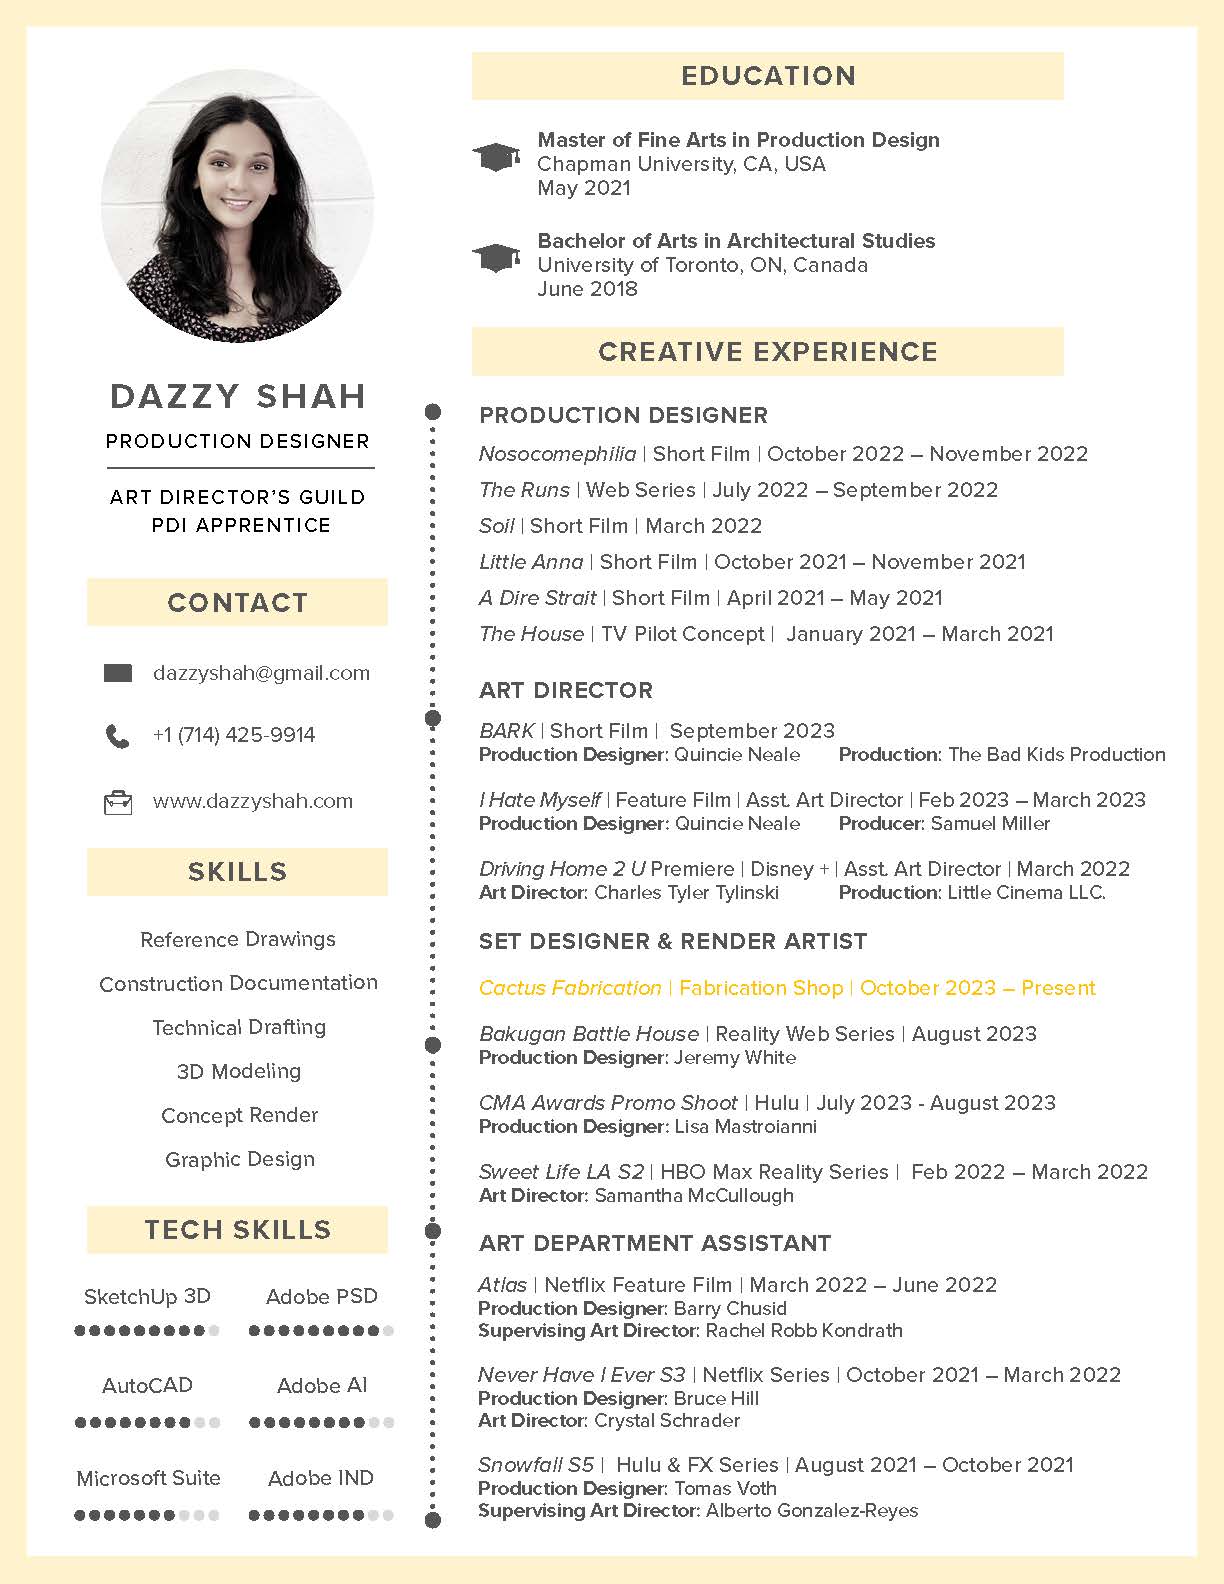 DAZZY SHAH
PRODUCTION DESIGNER
ART DIRECTOR'S GUILD
PDI APPRENTICE
CONTACT
dazzyshah@gmail.com
+1 (714) 425-9914
www.dazzyshah.com
SKILLS
Reference Drawings
Construction Documentation
Technical Drafting
3D Modeling
Concept Render
Graphic Design
TECH SKILLS
SketchUp 3D
Adobe PSD
AutoCAD
Adobe AI
Microsoft Suite
Adobe IND
EDUCATION
Master of Fine Arts in Production Design
Chapman University, CA, USA
May 2021
Bachelor of Arts in Architectural Studies
University of Toronto, ON, Canada
June 2018
CREATIVE EXPERIENCE
PRODUCTION DESIGNER
Nosocomephilia | Short Film | October 2022 – November 2022
The Runs | Web Series | July 2022 – September 2022
Soil | Short Film | March 2022
Little Anna | Short Film | October 2021 – November 2021
A Dire Strait | Short Film | April 2021 – May 2021
The House | TV Pilot Concept | January 2021 – March 2021
ART DIRECTOR
BARK | Short Film | September 2023
Production Designer: Quincie Neale Production: The Bad Kids Production
I Hate Myself | Feature Film | Asst. Art Director | Feb 2023 – March 2023
Production Designer: Quincie Neale Producer: Samuel Miller
Driving Home 2 U Premiere | Disney + | Asst. Art Director | March 2022
Art Director: Charles Tyler Tylinski Production: Little Cinema LLC.
SET DESIGNER & RENDER ARTIST
Cactus Fabrication | Fabrication Shop | October 2023 – Present
Bakugan Battle House | Reality Web Series | August 2023
Production Designer: Jeremy White
CMA Awards Promo Shoot | Hulu | July 2023 - August 2023
Production Designer: Lisa Mastroianni
Sweet Life LA S2 | HBO Max Reality Series | Feb 2022 – March 2022
Art Director: Samantha McCullough
ART DEPARTMENT ASSISTANT
Atlas | Netflix Feature Film | March 2022 – June 2022
Production Designer: Barry Chusid
Supervising Art Director: Rachel Robb Kondrath
Never Have I Ever S3 | Netflix Series | October 2021 – March 2022
Production Designer: Bruce Hill
Art Director: Crystal Schrader
Snowfall S5 | Hulu & FX Series | August 2021 – October 2021
Production Designer: Tomas Voth
Supervising Art Director: Alberto Gonzalez-Reyes